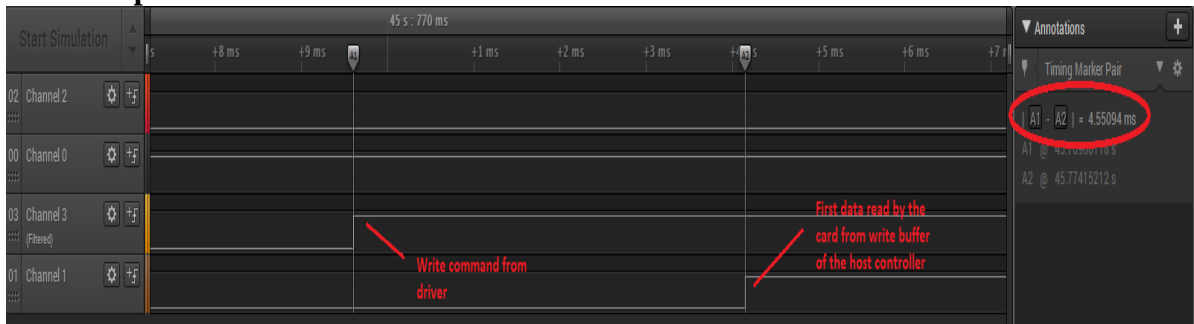 45 s : 770 ms
Start Simulation
s +8 ms +9 ms A1 +1 ms +2 ms +3 ms A2 s +5 ms +6 ms
02 Channel 2
00 Channel 0
03 Channel 3
(Filtered)
01 Channel 1
Write command from
driver
First data read by the
card from write buffer
of the host controller
Annotations
Timing Marker Pair
| A1 - A2 | = 4.55094 ms
A1 @
A2 @ 45.77415212 s